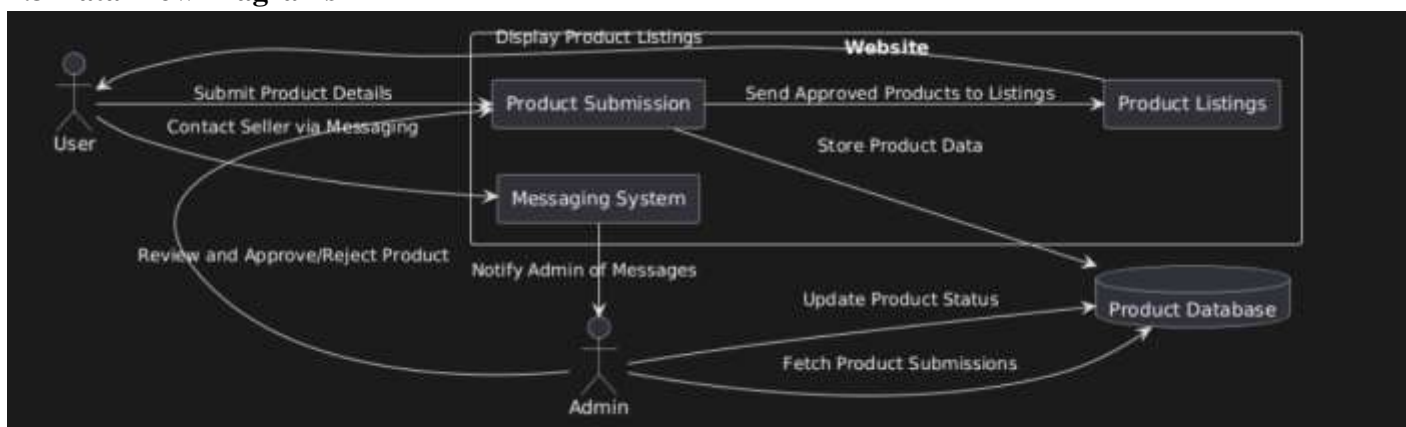 Display Product Listings
Website
Submit Product Details
Product Submission
Send Approved Products to Listings
Product Listings
Contact Seller via Messaging
User
Store Product Data
Messaging System
Review and Approve/Reject Product
Notify Admin of Messages
Update Product Status
Product Database
Fetch Product Submissions
Admin